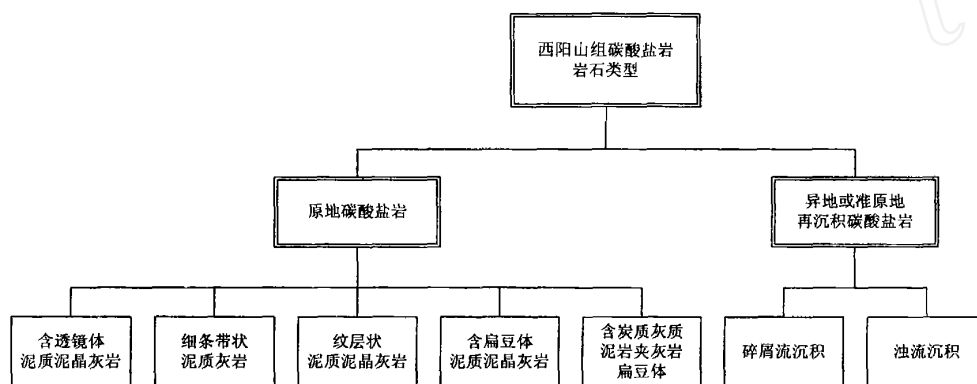 西阳山组碳酸盐岩
岩石类型
原地碳酸盐岩
异地或准原地
再沉积碳酸盐岩
含透镜体
泥质泥晶灰岩
细条带状
泥质灰岩
纹层状
泥质泥晶灰岩
含扁豆体
泥质泥晶灰岩
含炭质灰质
泥岩夹灰岩
扁豆体
碎屑流沉积
浊流沉积